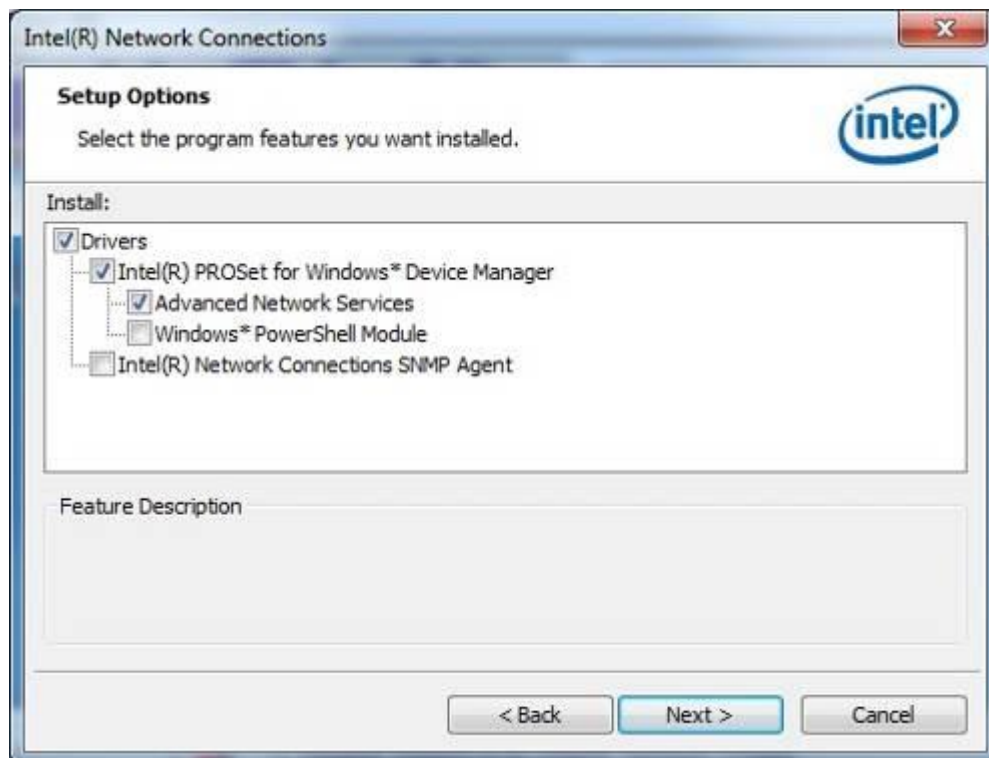 Intel(R) Network Connections
Setup Options
Select the program features you want installed.
intel
Install:
Drivers
Intel(R) PROSet for Windows* Device Manager
Advanced Network Services
Windows* PowerShell Module
Intel(R) Network Connections SNMP Agent
Feature Description
< Back Next > Cancel